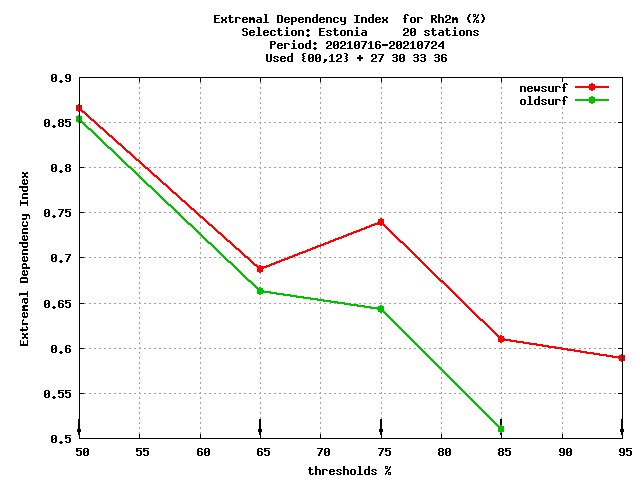 Extremal Dependency Index  for Rh2m (%)
Selection: Estonia     20 stations
Period: 20210716-20210724
Used {00,12} + 27 30 33 36
newsurf
oldsurf
0.9
0.85
0.8
0.75
0.7
0.65
0.6
0.55
0.5
Extremal Dependency Index
50 55 60 65 70 75 80 85 90 95
thresholds %